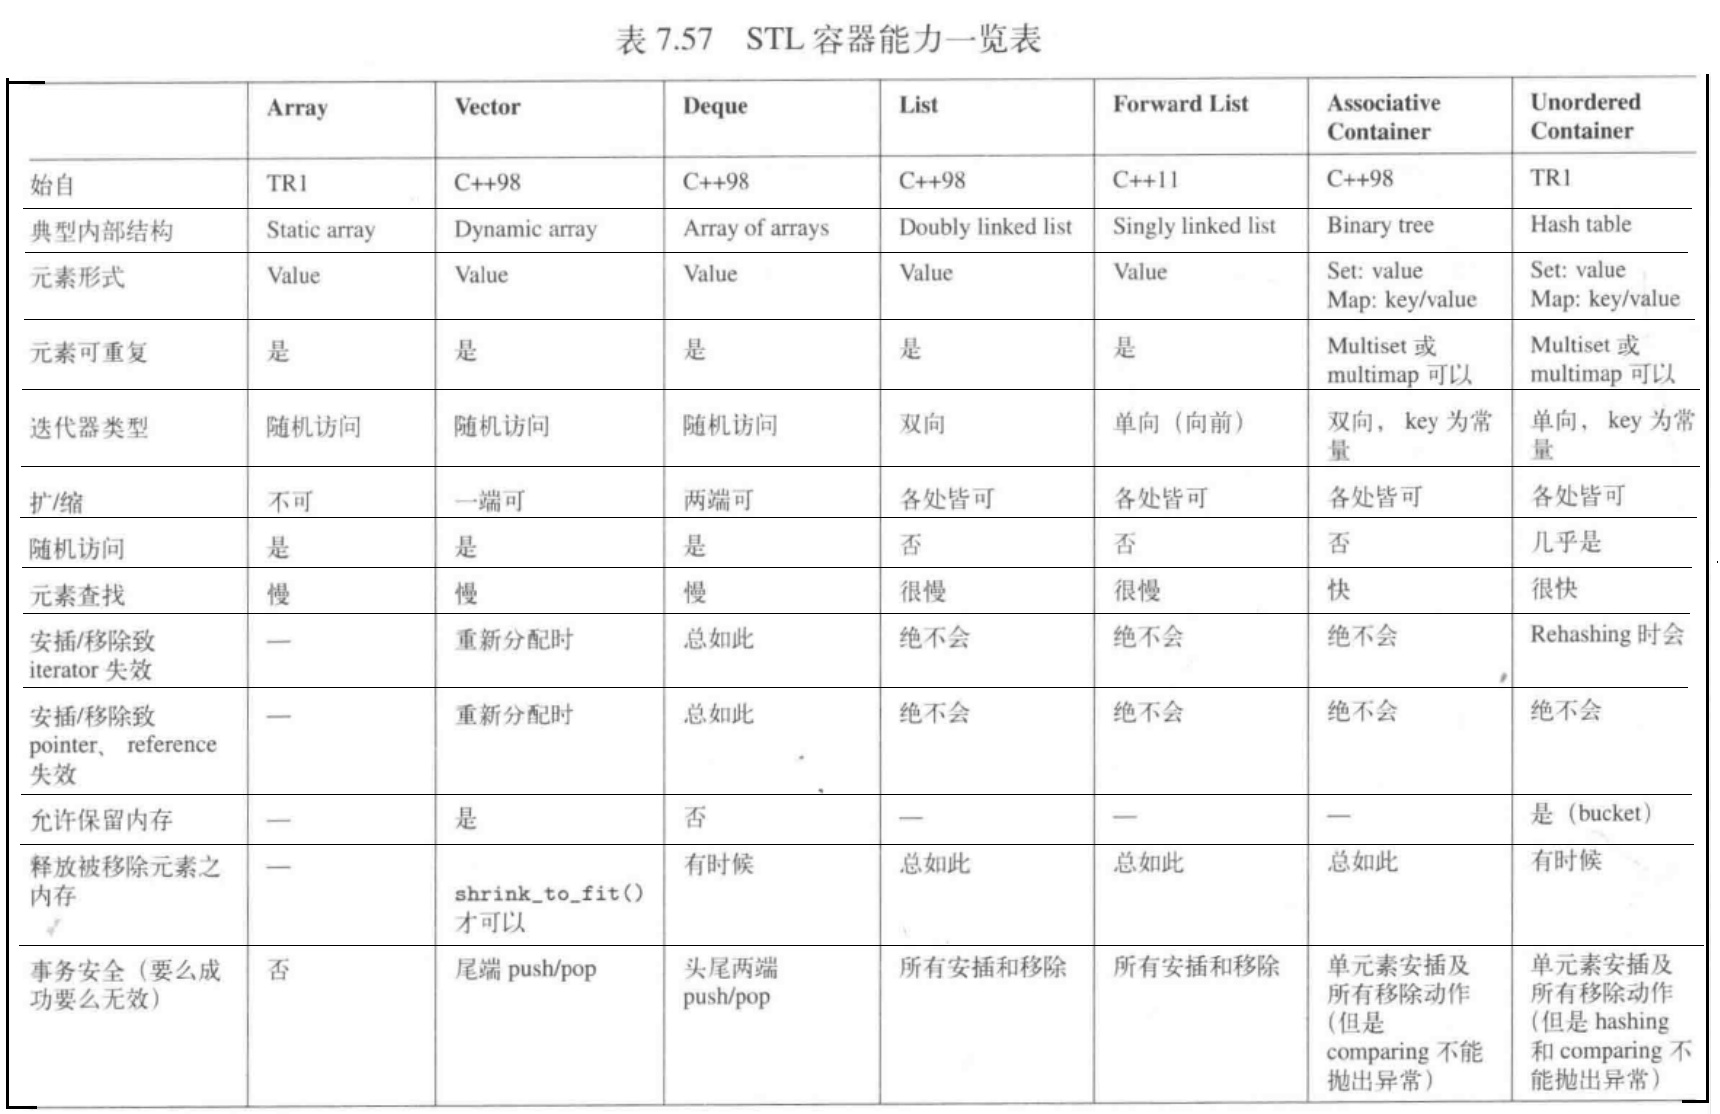 表 7.57 STL 容器能力一览表
Array Vector Deque List Forward List Associative Container Unordered Container
始自 TR1 C++98 C++98 C++98 C++11 C++98 TR1
典型内部结构 Static array Dynamic array Array of arrays Doubly linked list Singly linked list Binary tree Hash table
元素形式 Value Value Value Value Value Set: value Map: key/value Set: value Map: key/value
元素可重复 是 是 是 是 是 Multiset 或 multimap 可以 Multiset 或 multimap 可以
迭代器类型 随机访问 随机访问 随机访问 双向 单向（向前） 双向， key 为常量 单向， key 为常量
扩/缩 不可 一端可 两端可 各处皆可 各处皆可 各处皆可 各处皆可
随机访问 是 是 是 否 否 否 几乎是
元素查找 慢 慢 慢 很慢 很慢 快 很快
安插/移除致 iterator 失效 — 重新分配时 总如此 绝不会 绝不会 绝不会 Rehashing 时会
安插/移除致 pointer、 reference 失效 — 重新分配时 总如此 绝不会 绝不会 绝不会 绝不会
允许保留内存 — 是 否 — — — 是（bucket）
释放被移除元素之内存 — shrink_to_fit() 才可以 有时候 总如此 总如此 总如此 有时候
事务安全（要么成功要么无效） 否 尾端 push/pop 头尾两端 push/pop 所有安插和移除 所有安插和移除 单元素安插及所有移除动作（但是 comparing 不能抛出异常） 单元素安插及所有移除动作（但是 hashing 和 comparing 不能抛出异常）